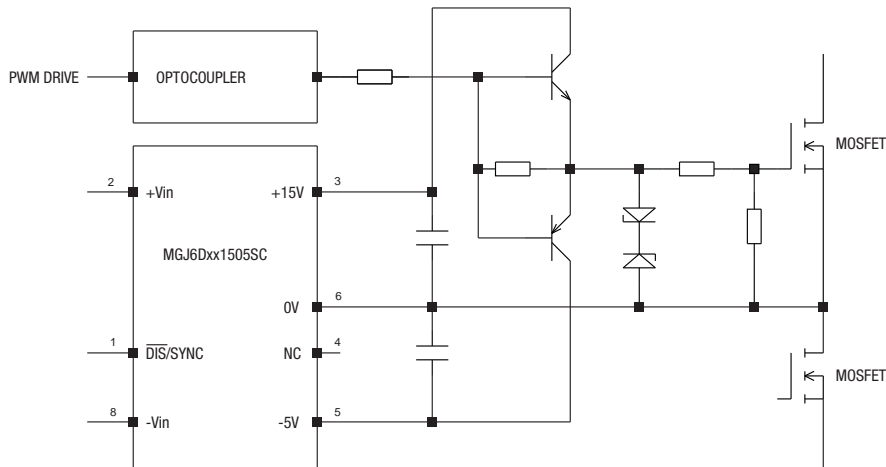 PWM DRIVE
OPTOCOUPLER
MOSFET
2
+Vin
+15V
3
MGJ6Dxx1505SC
0V
6
1
DIS/SYNC
NC
4
MOSFET
8
-Vin
-5V
5